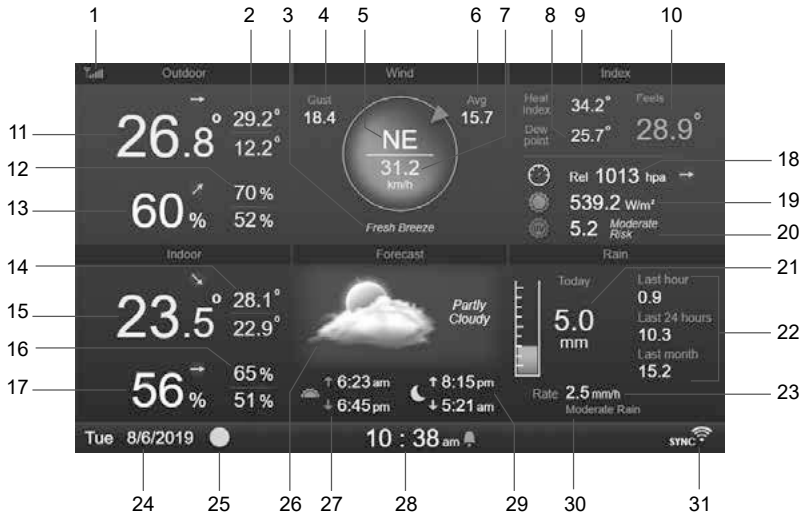 1 2 3 4 5 6 7 8 9 10
Outdoor Wind Index
Gust
18.4
Avg
15.7
NE
31.2
km/h
Fresh Breeze
Heat
index 34.2°
Dew
point 25.7°
Feels
28.9°
11 26.8° 29.2°
12.2°
12
13 60% 70%
52%
Rel 1013 hpa 18
539.2 W/m² 19
5.2 Moderate
Risk 20
Indoor Forecast Rain
14
15 23.5° 28.1°
22.9°
16
17 56% 65%
51%
Partly
Cloudy
6:23 am 8:15 pm
6:45 pm 5:21 am
Today
5.0
mm
21
Last hour
0.9
Last 24 hours
10.3
Last month
15.2
22
Rate 2.5 mm/h 23
Moderate Rain
Tue 8/6/2019 10 : 38 am SYNC
24 25 26 27 28 29 30 31